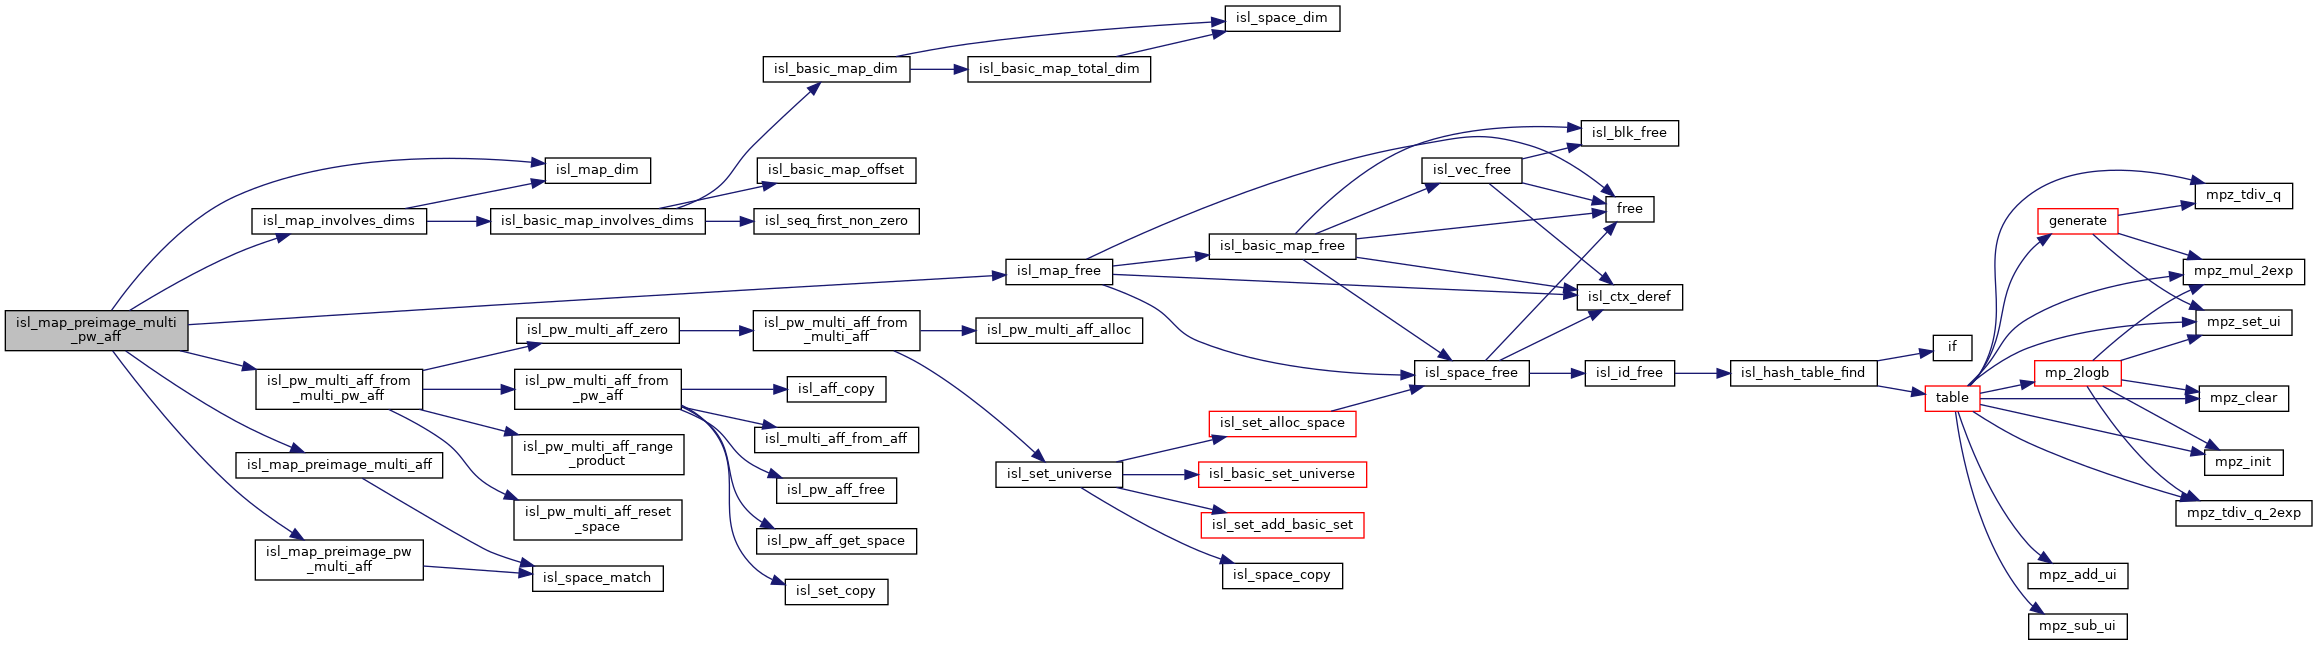 isl_map_preimage_multi
_pw_aff
isl_map_dim
isl_map_involves_dims
isl_basic_map_involves_dims
isl_basic_map_dim
isl_space_dim
isl_basic_map_total_dim
isl_basic_map_offset
isl_seq_first_non_zero
isl_map_free
isl_basic_map_free
isl_vec_free
isl_blk_free
free
isl_ctx_deref
isl_space_free
isl_id_free
isl_hash_table_find
if
table
generate
mp_2logb
mpz_tdiv_q
mpz_mul_2exp
mpz_set_ui
mpz_clear
mpz_init
mpz_tdiv_q_2exp
mpz_add_ui
mpz_sub_ui
isl_pw_multi_aff_from
_multi_pw_aff
isl_pw_multi_aff_zero
isl_pw_multi_aff_from
_multi_aff
isl_pw_multi_aff_alloc
isl_set_universe
isl_set_alloc_space
isl_basic_set_universe
isl_set_add_basic_set
isl_space_copy
isl_pw_multi_aff_from
_pw_aff
isl_aff_copy
isl_multi_aff_from_aff
isl_pw_aff_free
isl_pw_aff_get_space
isl_set_copy
isl_pw_multi_aff_range
_product
isl_pw_multi_aff_reset
_space
isl_map_preimage_multi_aff
isl_map_preimage_pw
_multi_aff
isl_space_match